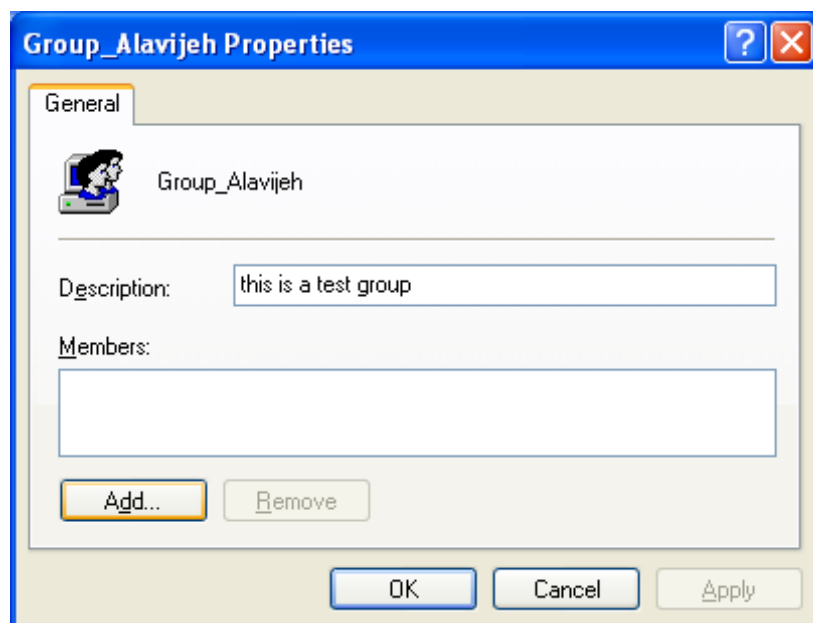 Group_Alavijeh Properties
General
Group_Alavijeh
Description: this is a test group
Members:
Add... Remove
OK Cancel Apply